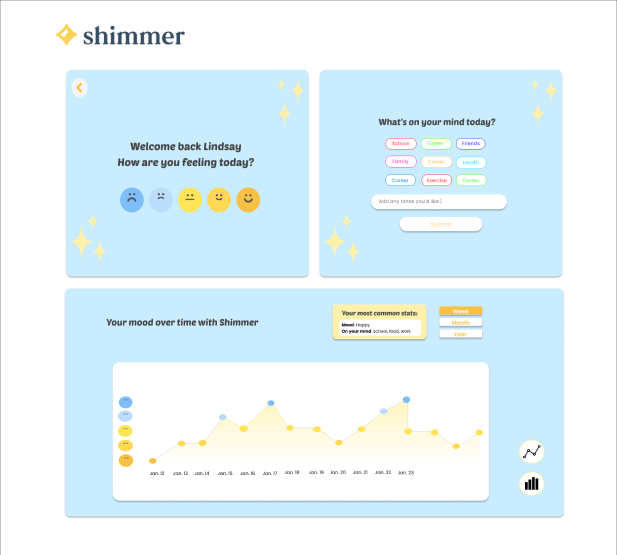 shimmer
Welcome back Lindsay
How are you feeling today?
What's on your mind today?
School
Career
Friends
Family
Career
Health
Career
Exercise
Career
Add any notes you'd like:)
Submit
Your mood over time with Shimmer
Your most common stats:
Mood: Happy
On your mind: school, food, work.
Week
Month
Year
Jan. 12
Jan. 13
Jan. 14
Jan. 15
Jan. 16
Jan. 17
Jan. 18
Jan. 19
Jan. 20
Jan. 21
Jan. 22
Jan. 23